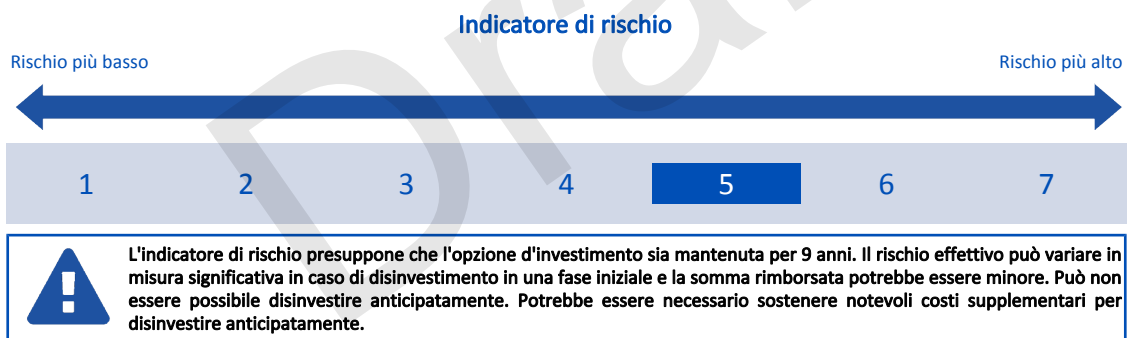 Indicatore di rischio
Rischio più basso
Rischio più alto
1 2 3 4 5 6 7
L'indicatore di rischio presuppone che l'opzione d'investimento sia mantenuta per 9 anni. Il rischio effettivo può variare in
misura significativa in caso di disinvestimento in una fase iniziale e la somma rimborsata potrebbe essere minore. Può non
essere possibile disinvestire anticipatamente. Potrebbe essere necessario sostenere notevoli costi supplementari per
disinvestire anticipatamente.